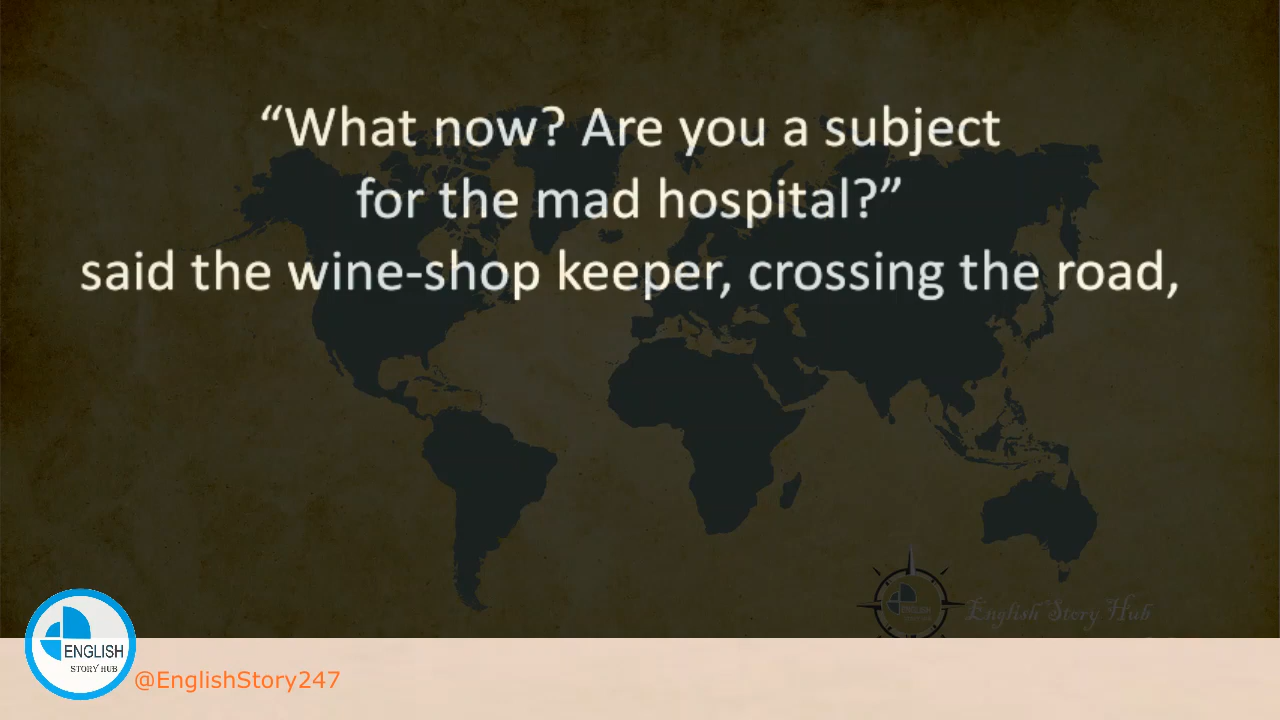 “What now? Are you a subject
for the mad hospital?”
said the wine-shop keeper, crossing the road,
English Story Hub
ENGLISH
STORY HUB
@EnglishStory247